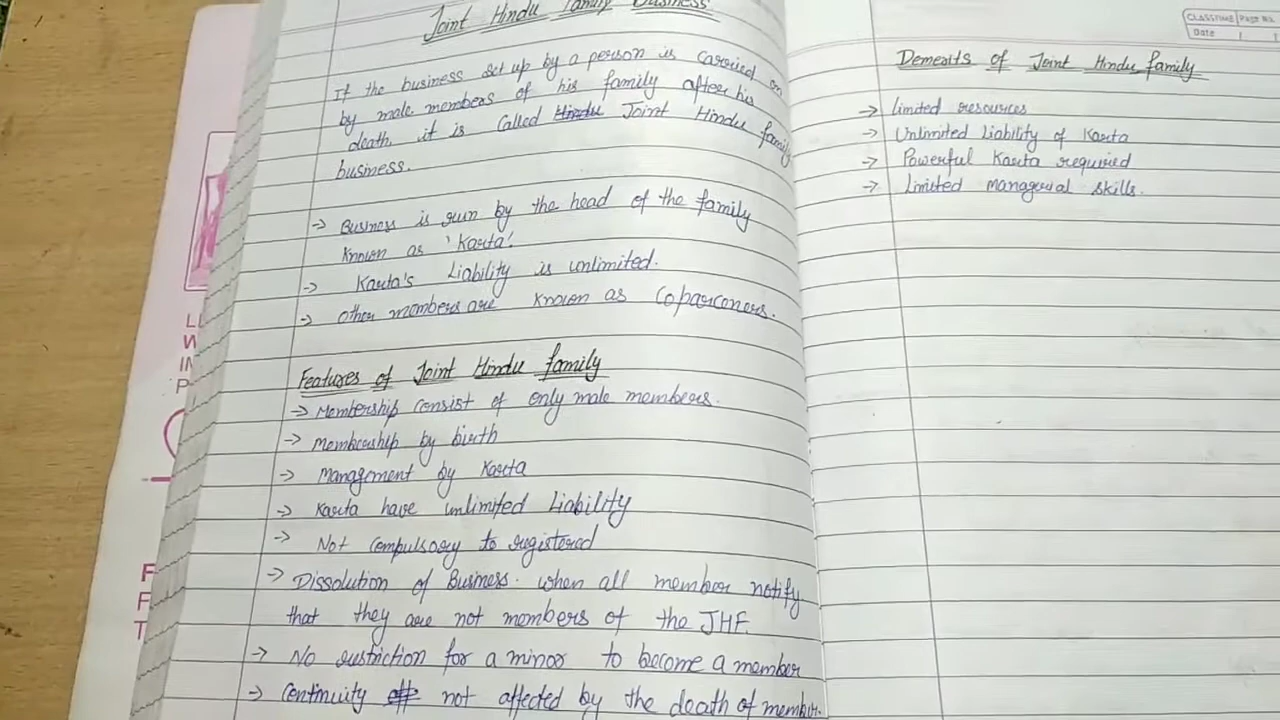 Joint Hindu Family Business
If the business set up by a person is carried on
by male members of his family after his
death, it is called Hindu Joint Hindu family
business.
→ Business is run by the head of the family
known as 'Karta'.
→ Karta's Liability is unlimited.
→ Other members are known as Coparceners.
Features of Joint Hindu family
→ Membership consist of only male members.
→ Membership by birth
→ Management by Karta
→ Karta have unlimited Liability
→ Not Compulsory to registered
→ Dissolution of Business. when all member notify
that they are not members of the JHF.
→ No restriction for a minor to become a member
→ Continuity not affected by the death of member.
CLASSTIME Page No.
Date
Demerits of Joint Hindu family
→ Limited resources
→ Unlimited Liability of Karta
→ Powerful Karta required
→ Limited managerial skills.
L
W
IN
P
F
F
T